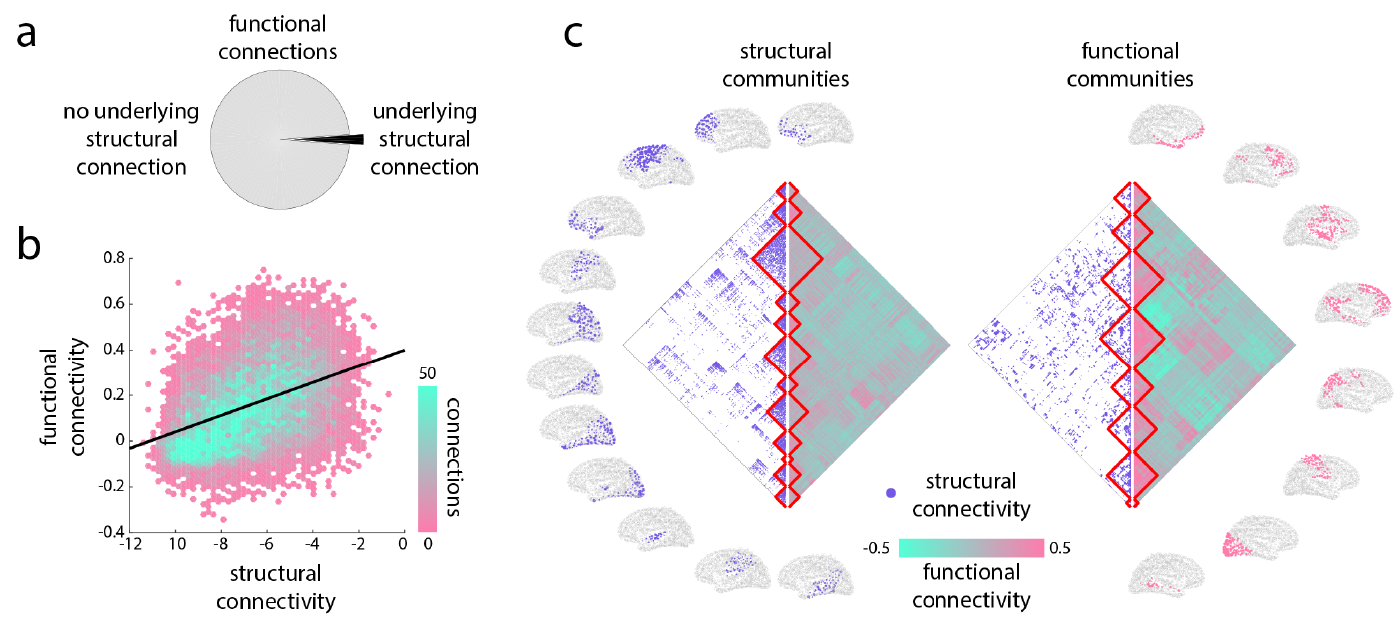 a
functional
connections
no underlying
structural
connection
underlying
structural
connection
b
0.8
0.6
0.4
0.2
0
-0.2
-0.4
-12
10
-8
-6
-4
-2
0
functional
connectivity
structural
connectivity
50
connections
0
c
structural
communities
functional
communities
structural
connectivity
-0.5
0.5
functional
connectivity